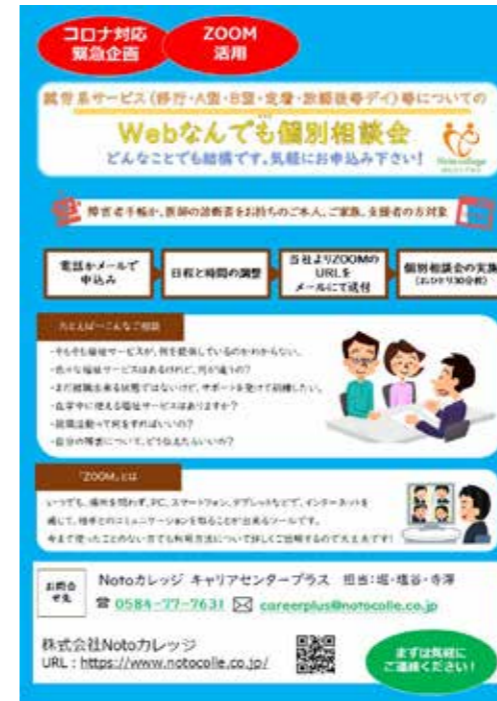 コロナ対応
緊急企画
ZOOM
活用
就労系サービス（移行・A型・B型・定着・放課後等デイ）等についての
Webなんでも個別相談会
どんなことでも結構です。気軽にお申込み下さい！
Notocollege
障害者手帳か、医師の診断書をお持ちのご本人、ご家族、支援者の方対象
電話かメールで
申込み
日程と時間の調整
当社よりZOOMの
URLを
メールにて送付
個別相談会の実施
（おひとり30分程）
たとえば…こんなご相談
・そもそも福祉サービスが、何を提供しているのかわからない。
・色々な福祉サービスはあるけれど、何が違うの？
・まだ就職出来る状態ではないけど、サポートを受けて訓練したい。
・在学中に使える福祉サービスはありますか？
・就職活動って何をすればいいの？
・自分の障害について、どう伝えたらいいの？
「ZOOM」とは
いつでも、場所を問わず、PC、スマートフォン、タブレットなどで、インターネットを
通じて、相手とのコミュニケーションを取ることが出来るツールです。
今まで使ったことのない方でも利用方法について詳しくご説明するので大丈夫です！
お問合
せ先
Notoカレッジ キャリアセンタープラス 担当：堀・塩谷・寺澤
☎ 0584-77-7631 ✉ careerplus@notocolle.co.jp
株式会社Notoカレッジ
URL：https://www.notocolle.co.jp/
まずは気軽に
ご連絡ください！